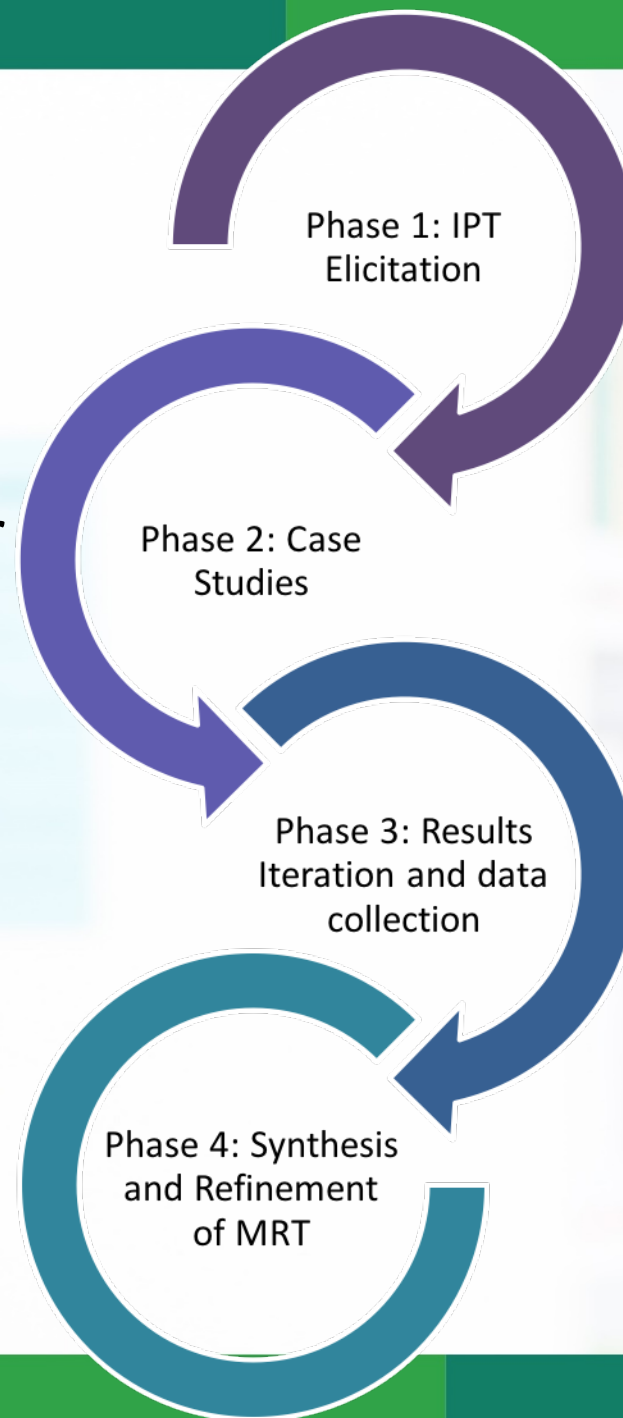 Phase 1: IPT
Elicitation
Phase 2: Case
Studies
Phase 3: Results
Iteration and data
collection
Phase 4: Synthesis
and Refinement
of MRT